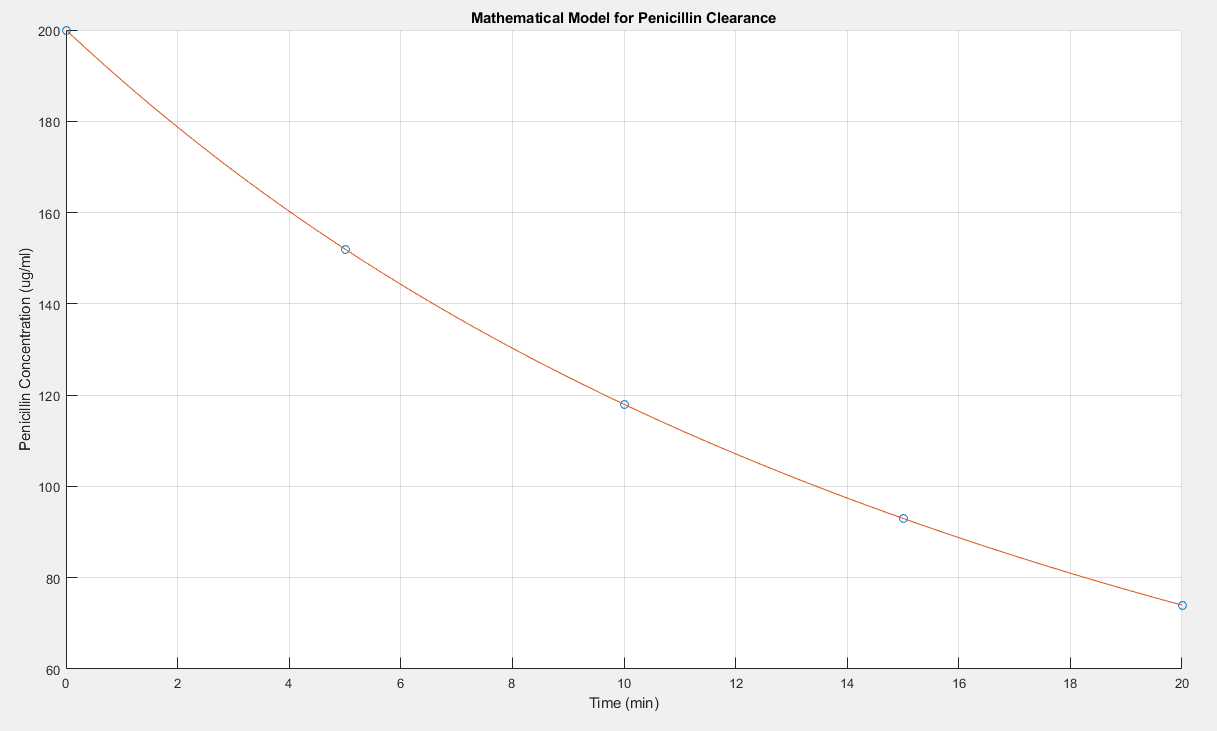 Mathematical Model for Penicillin Clearance
200
180
160
140
120
100
80
60
Penicillin Concentration (ug/ml)
0 2 4 6 8 10 12 14 16 18 20
Time (min)